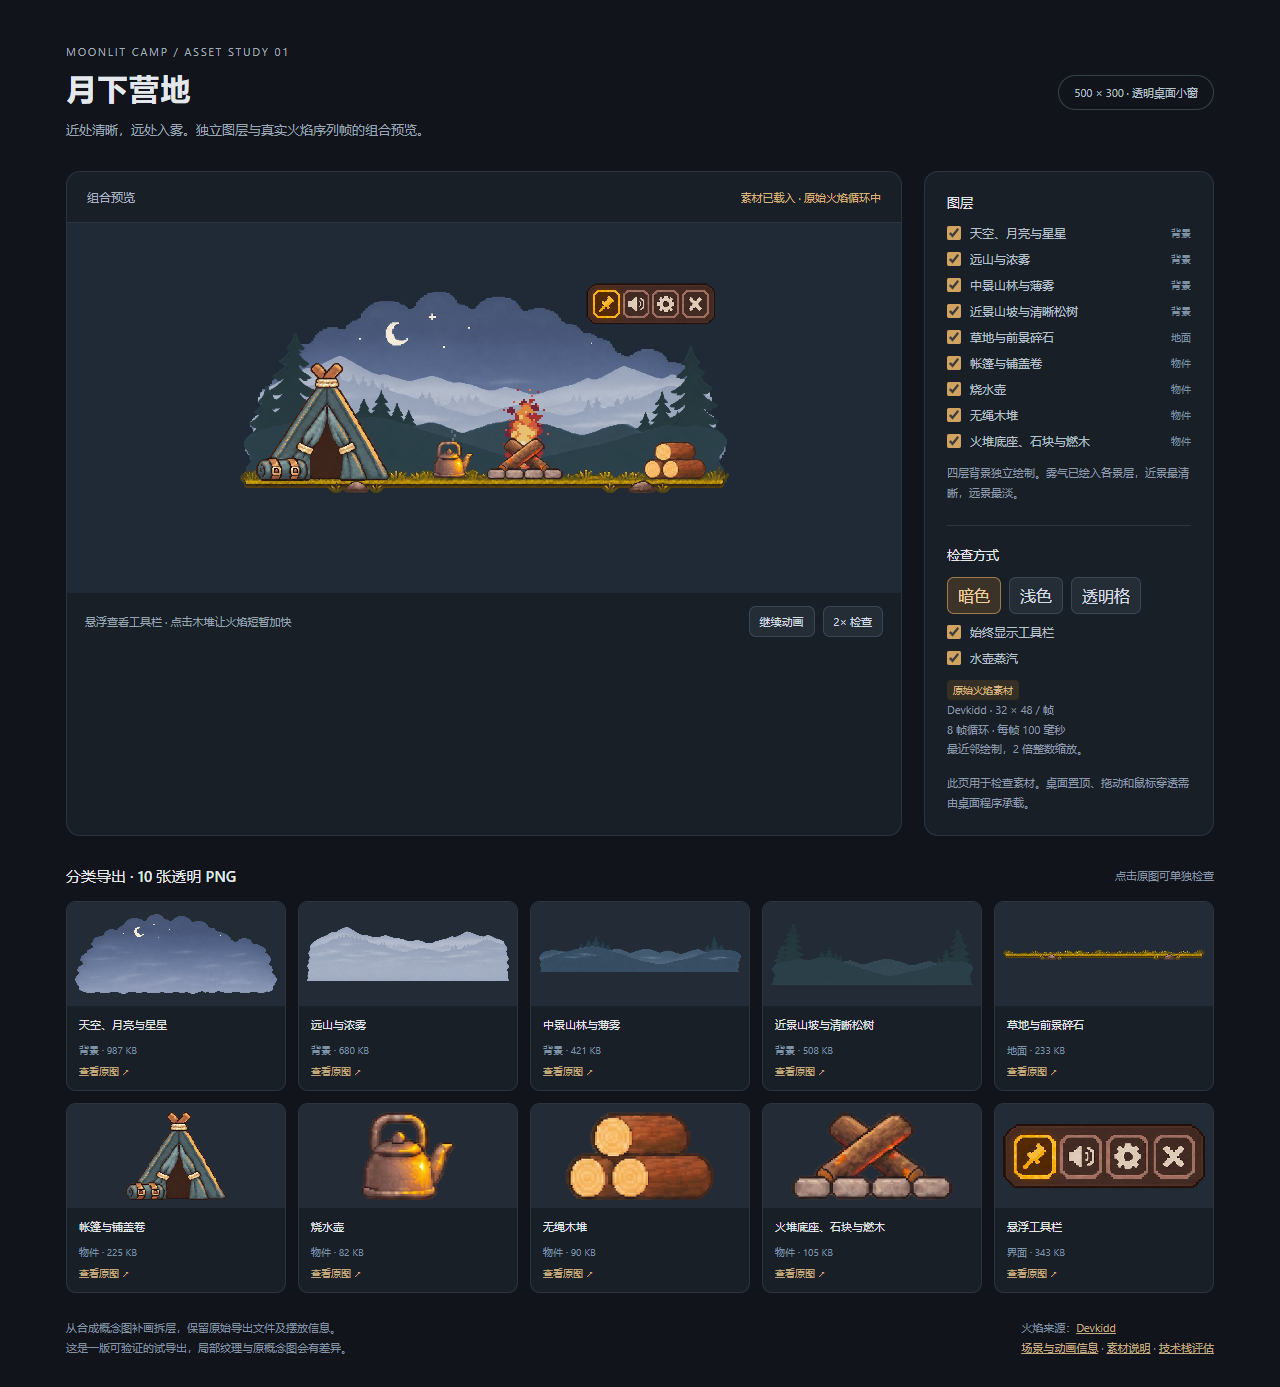 MOONLIT CAMP / ASSET STUDY 01
月下营地
500 × 300 · 透明桌面小窗
近处清晰，远处入雾。独立图层与真实火焰序列帧的组合预览。
组合预览
素材已载入 · 原始火焰循环中
悬浮查看工具栏 · 点击木堆让火焰短暂加快
继续动画
2× 检查
图层
天空、月亮与星星 背景
远山与浓雾 背景
中景山林与薄雾 背景
近景山坡与清晰松树 背景
草地与前景碎石 地面
帐篷与铺盖卷 物件
烧水壶 物件
无绳木堆 物件
火堆底座、石块与燃木 物件
四层背景独立绘制。雾气已绘入各景层，近景最清
晰，远景最淡。
检查方式
暗色 浅色 透明格
始终显示工具栏
水壶蒸汽
原始火焰素材
Devkidd · 32 × 48 / 帧
8 帧循环 · 每帧 100 毫秒
最近邻绘制，2 倍整数缩放。
此页用于检查素材。桌面置顶、拖动和鼠标穿透需
由桌面程序承载。
分类导出 · 10 张透明 PNG
点击原图可单独检查
天空、月亮与星星
背景 · 987 KB
查看原图 ↗
远山与浓雾
背景 · 680 KB
查看原图 ↗
中景山林与薄雾
背景 · 421 KB
查看原图 ↗
近景山坡与清晰松树
背景 · 508 KB
查看原图 ↗
草地与前景碎石
地面 · 233 KB
查看原图 ↗
帐篷与铺盖卷
物件 · 225 KB
查看原图 ↗
烧水壶
物件 · 82 KB
查看原图 ↗
无绳木堆
物件 · 90 KB
查看原图 ↗
火堆底座、石块与燃木
物件 · 105 KB
查看原图 ↗
悬浮工具栏
界面 · 343 KB
查看原图 ↗
从合成概念图补画拆层，保留原始导出文件及摆放信息。
这是一版可验证的试导出，局部纹理与原概念图会有差异。
火焰来源：Devkidd
场景与动画信息 · 素材说明 · 技术栈评估